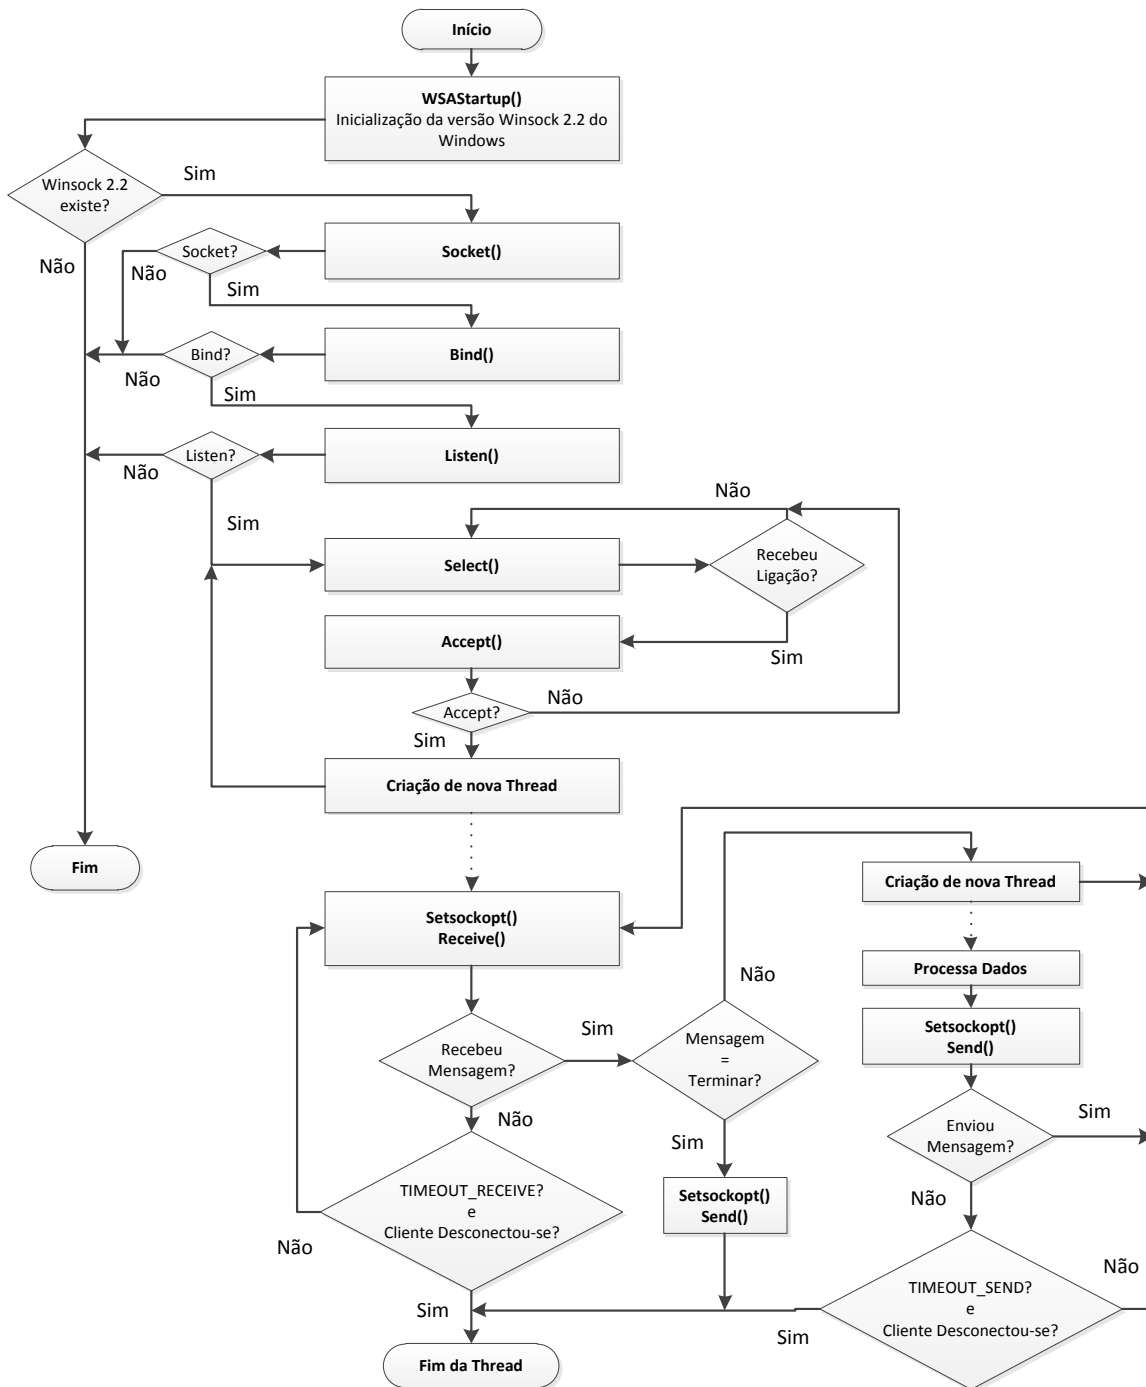 Início
WSAStartup()
Inicialização da versão Winsock 2.2 do
Windows
Winsock 2.2
existe?
Sim
Não
Socket?
Socket()
Não
Sim
Bind?
Bind()
Não
Sim
Listen?
Listen()
Não
Sim
Não
Select()
Recebeu
Ligação?
Accept()
Sim
Accept?
Não
Sim
Criação de nova Thread
Fim
Criação de nova Thread
Setsockopt()
Receive()
Não
Processa Dados
Recebeu
Mensagem?
Sim
Mensagem
=
Terminar?
Setsockopt()
Send()
Não
Sim
Enviou
Mensagem?
Sim
TIMEOUT_RECEIVE?
e
Cliente Desconectou-se?
Não
Setsockopt()
Send()
Não
TIMEOUT_SEND?
e
Cliente Desconectou-se?
Não
Sim
Sim
Fim da Thread